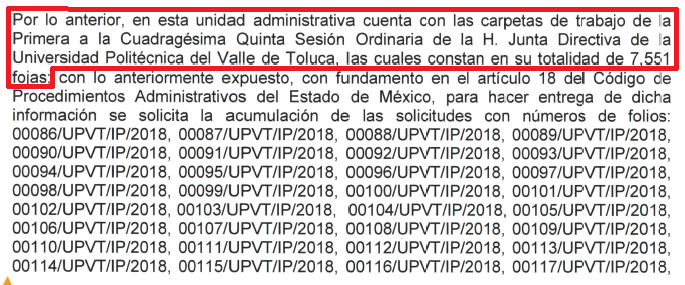 Por lo anterior, en esta unidad administrativa cuenta con las carpetas de trabajo de la
Primera a la Cuadragésima Quinta Sesión Ordinaria de la H. Junta Directiva de la
Universidad Politécnica del Valle de Toluca, las cuales constan en su totalidad de 7,551
fojas; con lo anteriormente expuesto, con fundamento en el artículo 18 del Código de
Procedimientos Administrativos del Estado de México, para hacer entrega de dicha
información se solicita la acumulación de las solicitudes con números de folios:
00086/UPVT/IP/2018, 00087/UPVT/IP/2018, 00088/UPVT/IP/2018, 00089/UPVT/IP/2018,
00090/UPVT/IP/2018, 00091/UPVT/IP/2018, 00092/UPVT/IP/2018, 00093/UPVT/IP/2018,
00094/UPVT/IP/2018, 00095/UPVT/IP/2018, 00096/UPVT/IP/2018, 00097/UPVT/IP/2018,
00098/UPVT/IP/2018, 00099/UPVT/IP/2018, 00100/UPVT/IP/2018, 00101/UPVT/IP/2018,
00102/UPVT/IP/2018, 00103/UPVT/IP/2018, 00104/UPVT/IP/2018, 00105/UPVT/IP/2018,
00106/UPVT/IP/2018, 00107/UPVT/IP/2018, 00108/UPVT/IP/2018, 00109/UPVT/IP/2018,
00110/UPVT/IP/2018, 00111/UPVT/IP/2018, 00112/UPVT/IP/2018, 00113/UPVT/IP/2018,
00114/UPVT/IP/2018, 00115/UPVT/IP/2018, 00116/UPVT/IP/2018, 00117/UPVT/IP/2018,